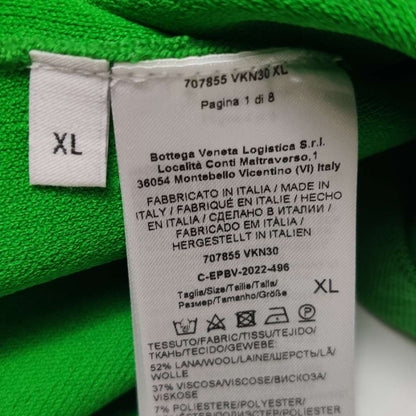 XL
707855 VKN30 XL
Pagina 1 di 8
Bottega Veneta Logistica S.r.l.
Località Conti Maltraverso,1
36054 Montebello Vicentino (VI) Italy
FABBRICATO IN ITALIA / MADE IN
ITALY / FABRIQUÉ EN ITALIE / HECHO
EN ITALIA / СДЕЛАНО В ИТАЛИИ /
FABRICADO EM ITÁLIA /
HERGESTELLT IN ITALIEN
707855 VKN30
C-EPBV-2022-496
Taglia/Size/Taille/Talla/
Размер/Tamanho/Größe
XL
TESSUTO/FABRIC/TISSU/TEJIDO/
ТКАНЬ/TECIDO/GEWEBE:
52% LANA/WOOL/LAINE/ШЕРСТЬ/LÃ/
WOLLE
37% VISCOSA/VISCOSE/ВИСКОЗА/
VISKOSE
7% POLIESTERE/POLYESTER/